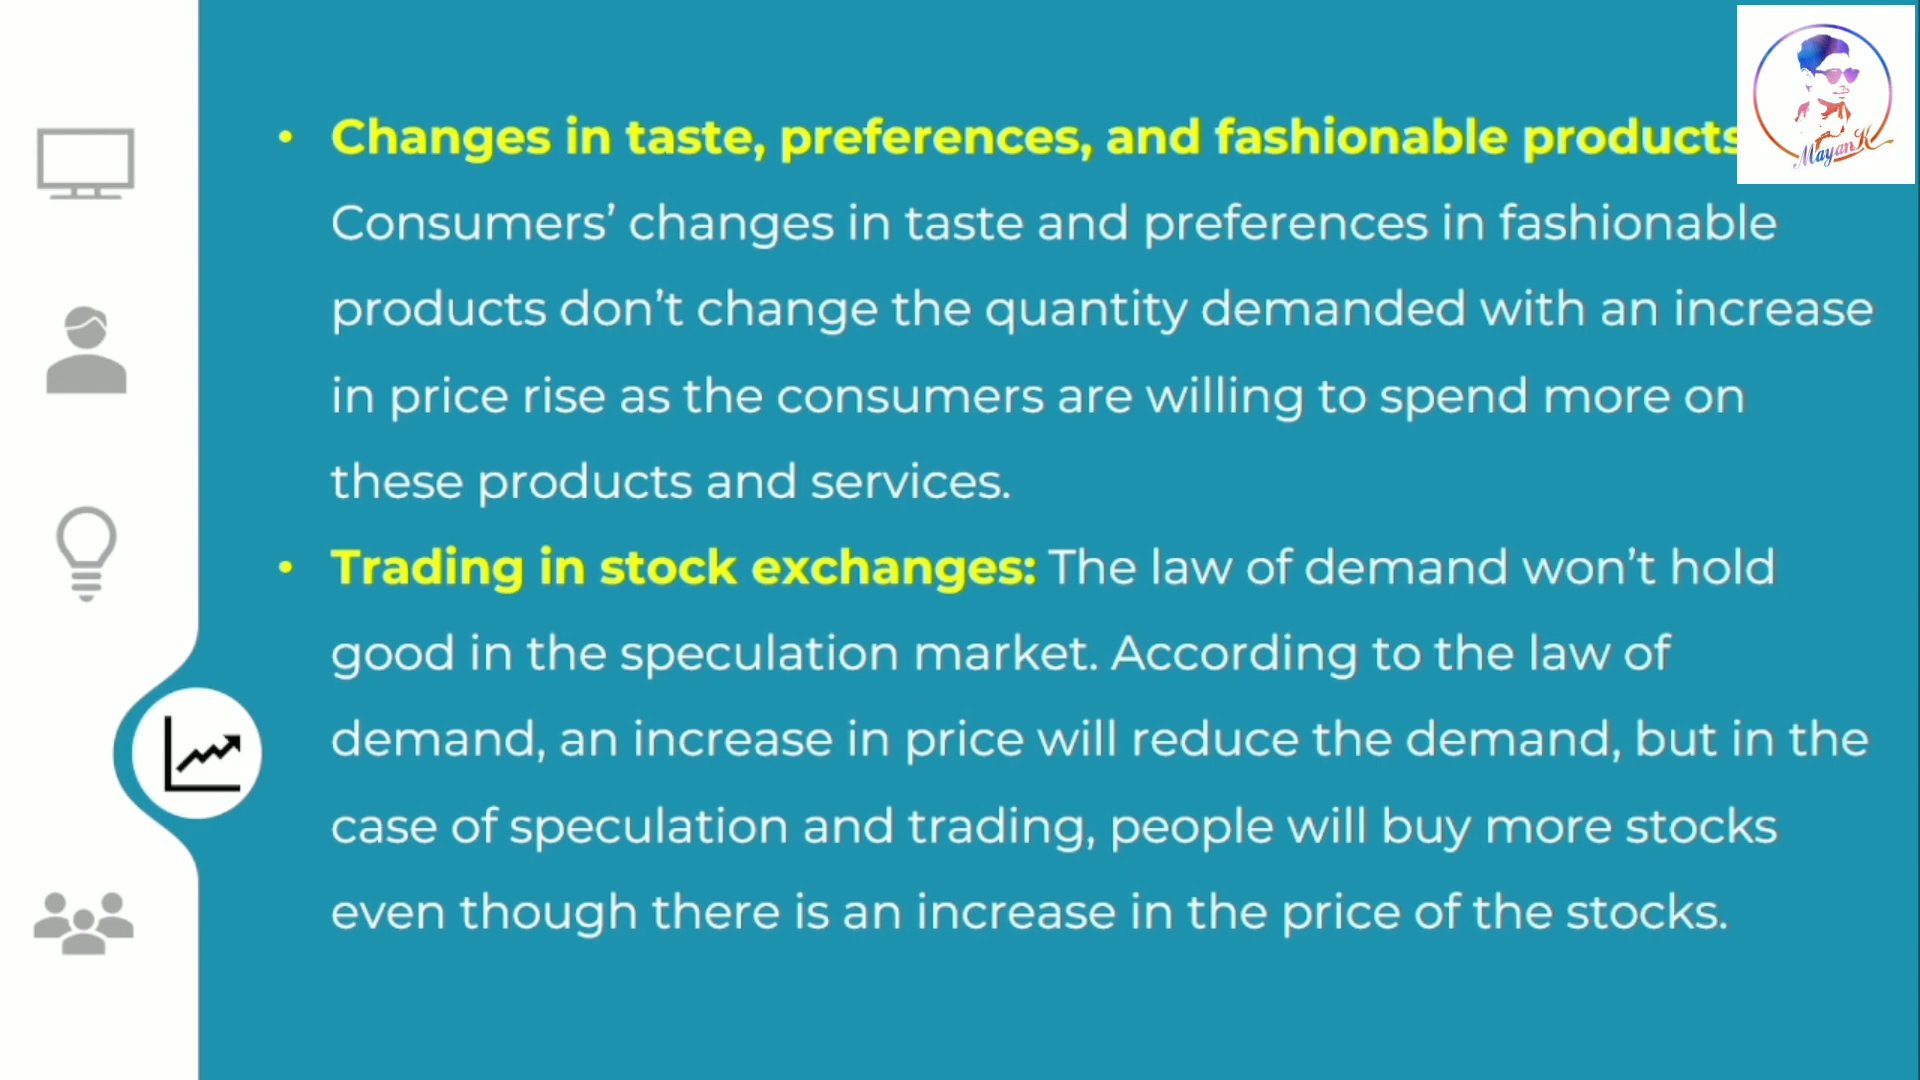 • Changes in taste, preferences, and fashionable products
Consumers’ changes in taste and preferences in fashionable
products don’t change the quantity demanded with an increase
in price rise as the consumers are willing to spend more on
these products and services.
• Trading in stock exchanges: The law of demand won’t hold
good in the speculation market. According to the law of
demand, an increase in price will reduce the demand, but in the
case of speculation and trading, people will buy more stocks
even though there is an increase in the price of the stocks.
MayanK